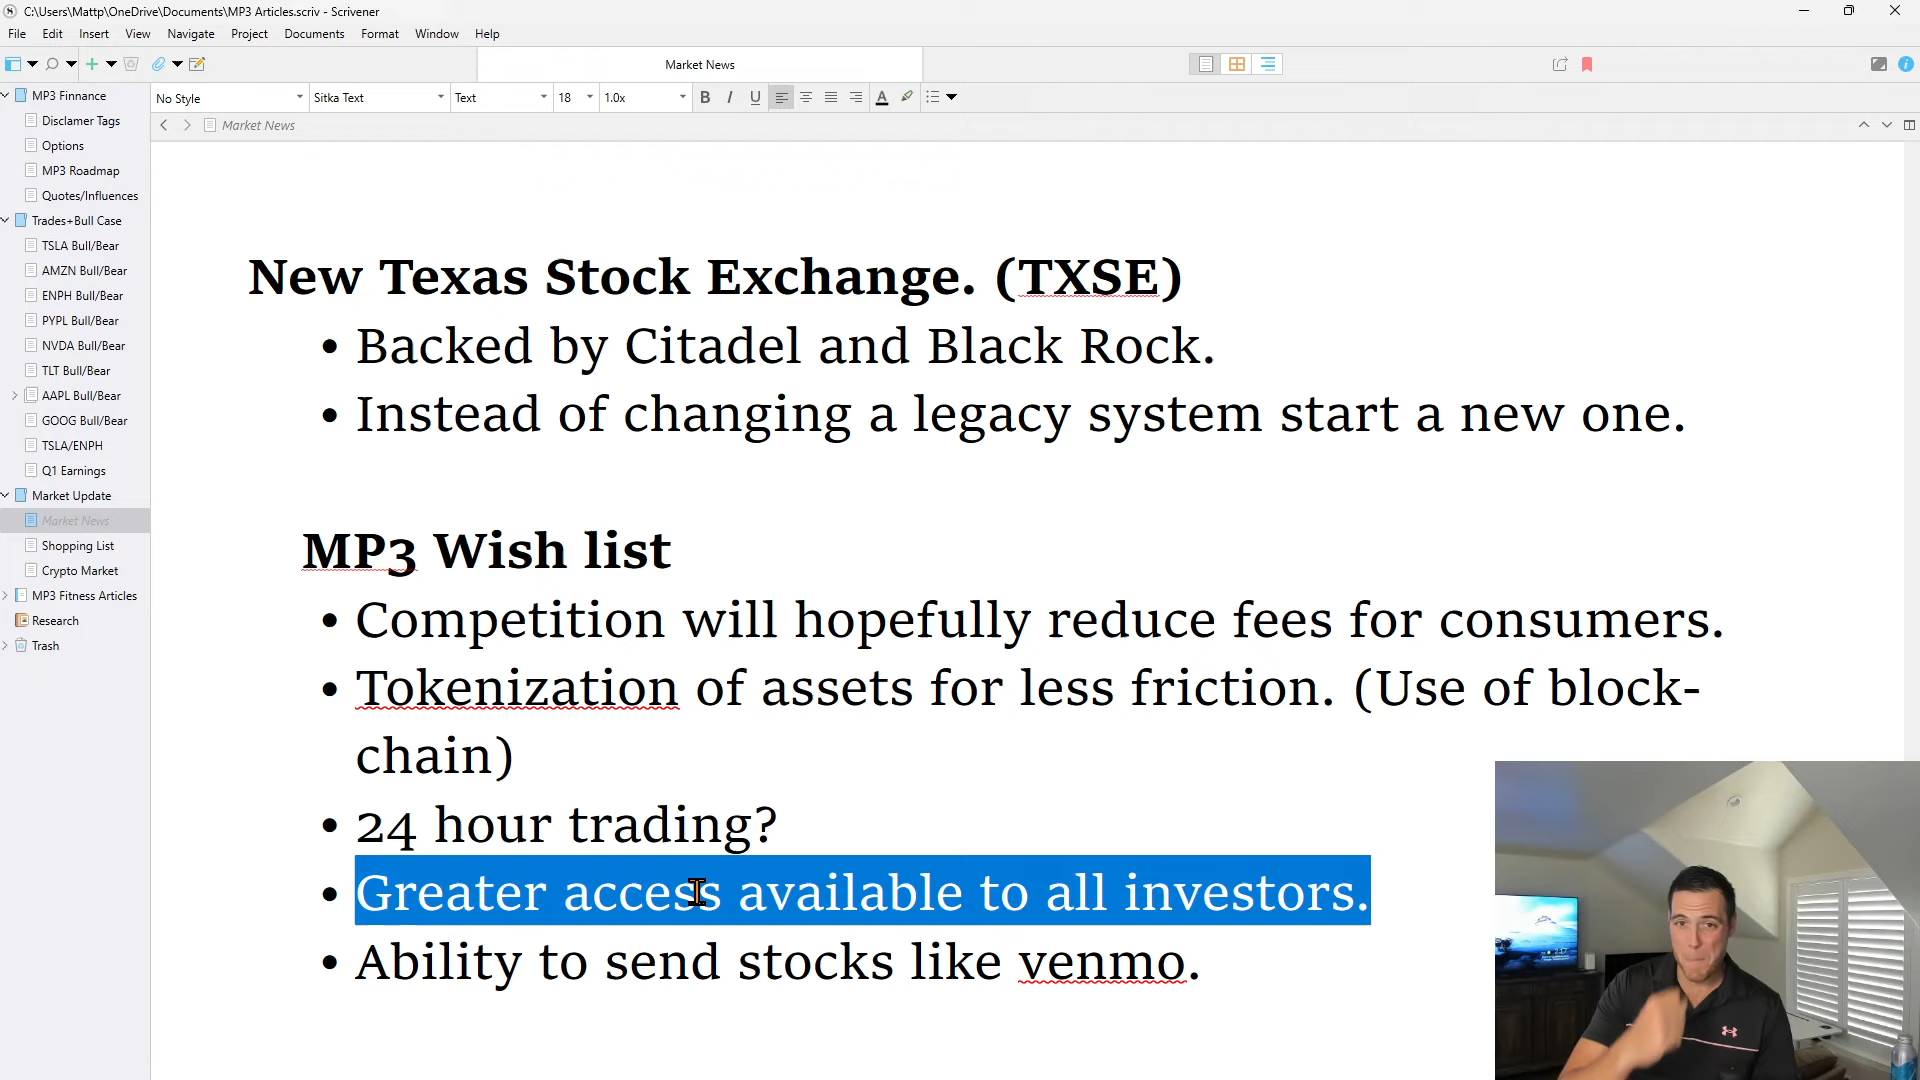 C:\Users\Mattp\OneDrive\Documents\MP3 Articles.scriv - Scrivener
File Edit Insert View Navigate Project Documents Format Window Help
Market News
No Style Sitka Text Text 18 1.0x B I U A
Market News
MP3 Finnance
Disclamer Tags
Options
MP3 Roadmap
Quotes/Influences
Trades+Bull Case
TSLA Bull/Bear
AMZN Bull/Bear
ENPH Bull/Bear
PYPL Bull/Bear
NVDA Bull/Bear
TLT Bull/Bear
AAPL Bull/Bear
GOOG Bull/Bear
TSLA/ENPH
Q1 Earnings
Market Update
Market News
Shopping List
Crypto Market
MP3 Fitness Articles
Research
Trash
New Texas Stock Exchange. (TXSE)
• Backed by Citadel and Black Rock.
• Instead of changing a legacy system start a new one.
MP3 Wish list
• Competition will hopefully reduce fees for consumers.
• Tokenization of assets for less friction. (Use of block-
chain)
• 24 hour trading?
• Greater access available to all investors.
• Ability to send stocks like venmo.